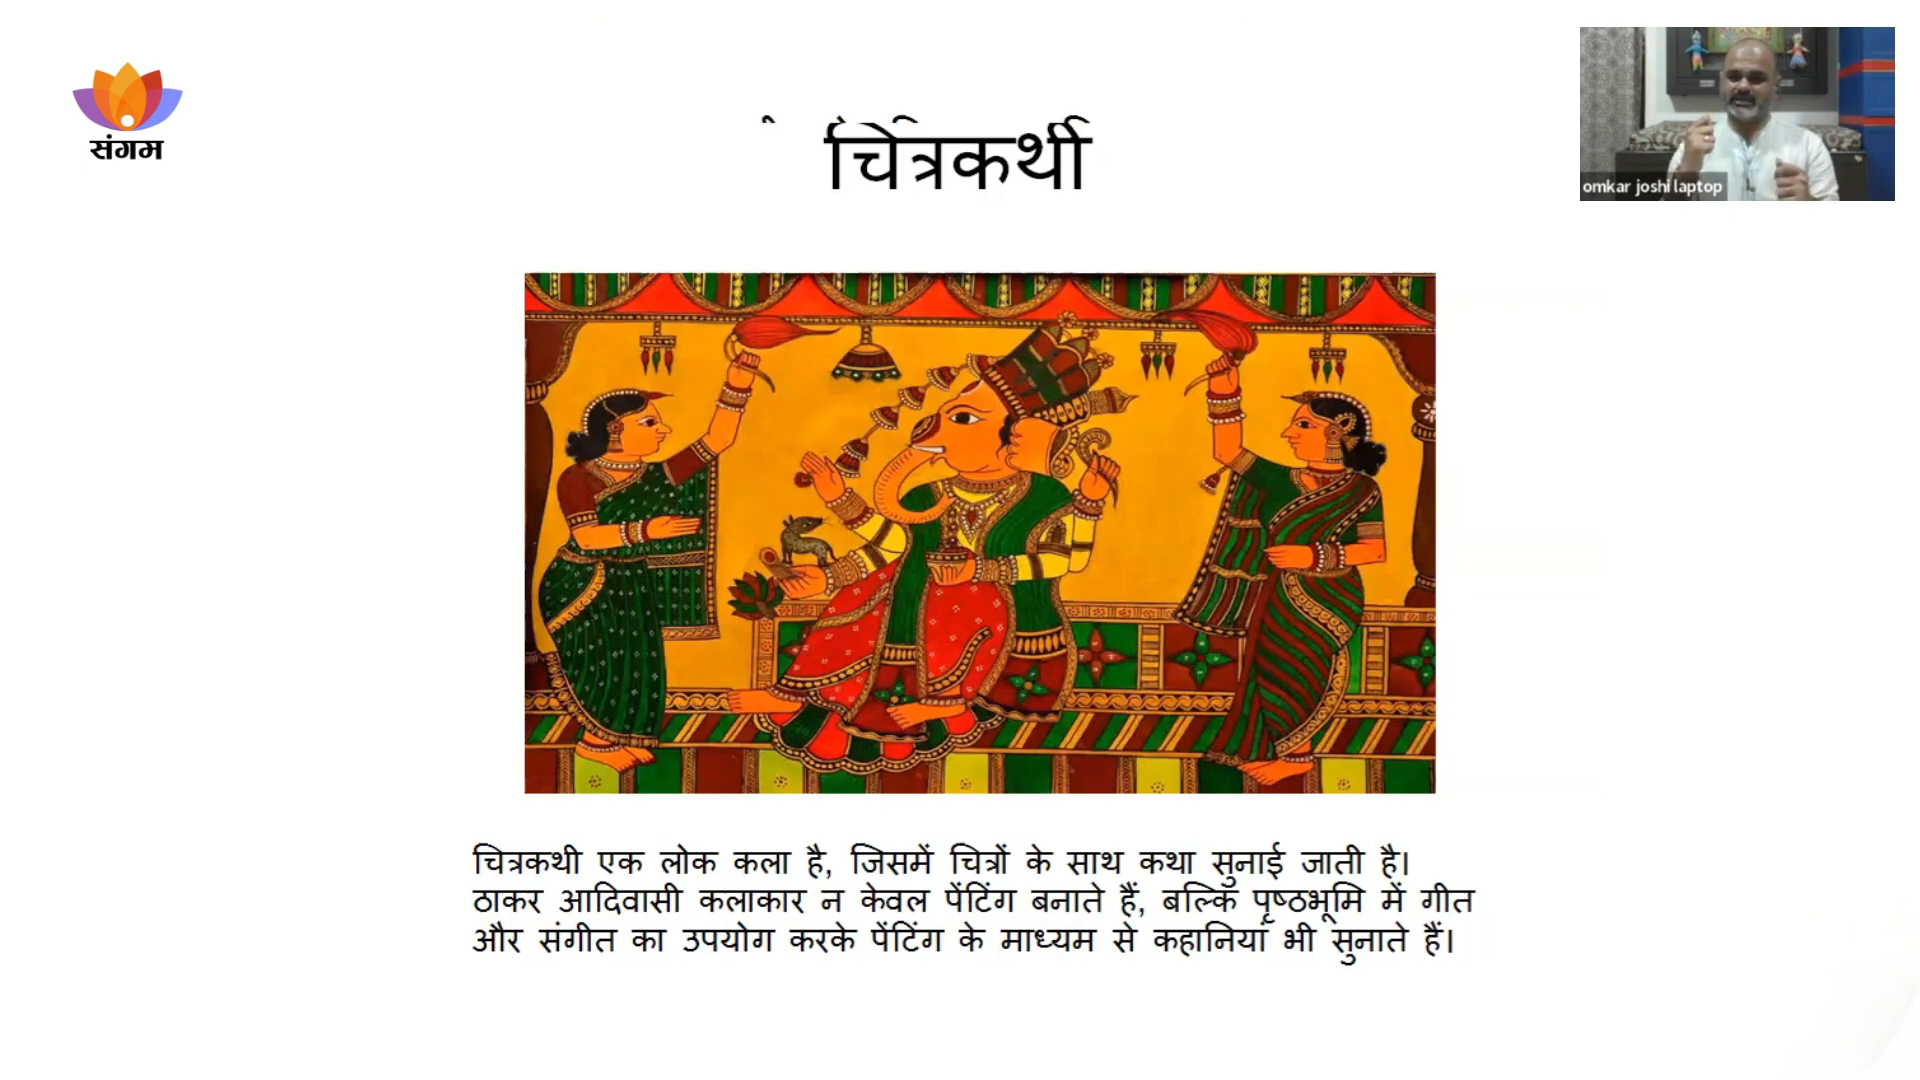 संगम
चित्रकथी
omkar joshi laptop
चित्रकथी एक लोक कला है, जिसमें चित्रों के साथ कथा सुनाई जाती है।
ठाकर आदिवासी कलाकार न केवल पेंटिंग बनाते हैं, बल्कि पृष्ठभूमि में गीत
और संगीत का उपयोग करके पेंटिंग के माध्यम से कहानियां भी सुनाते हैं।